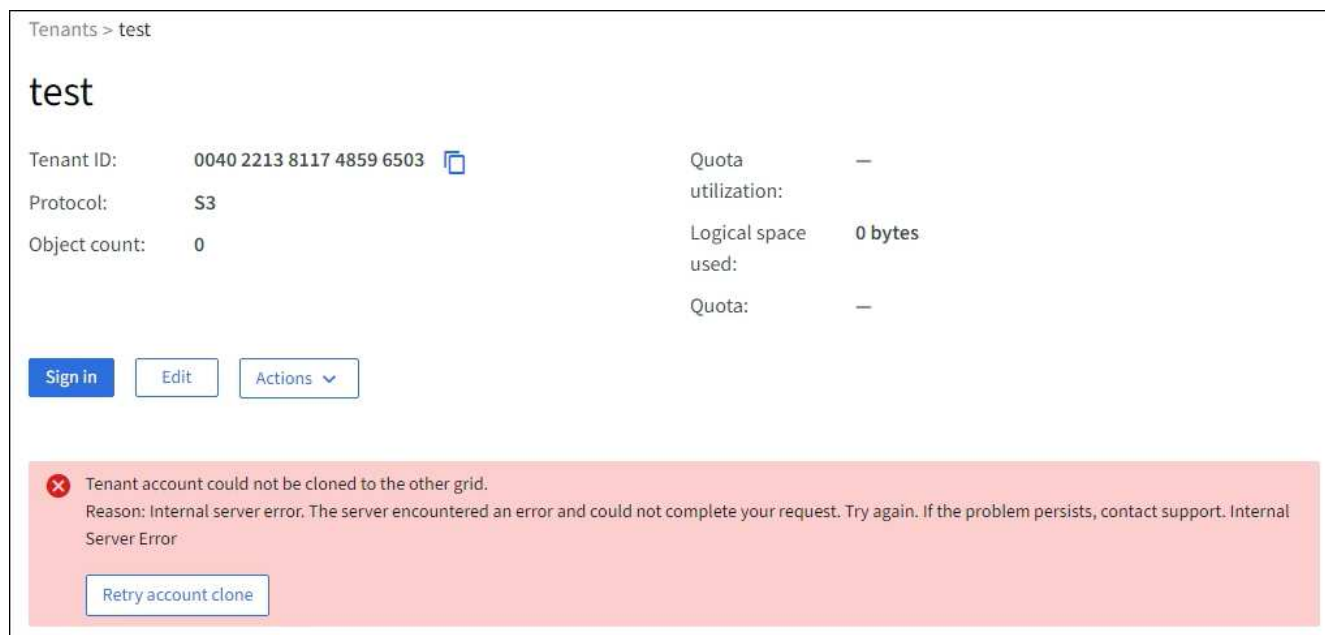 Tenants > test
test
Tenant ID: 0040 2213 8117 4859 6503
Protocol: S3
Object count: 0
Quota utilization: —
Logical space used: 0 bytes
Quota: —
Sign in
Edit
Actions
Tenant account could not be cloned to the other grid.
Reason: Internal server error. The server encountered an error and could not complete your request. Try again. If the problem persists, contact support. Internal
Server Error
Retry account clone